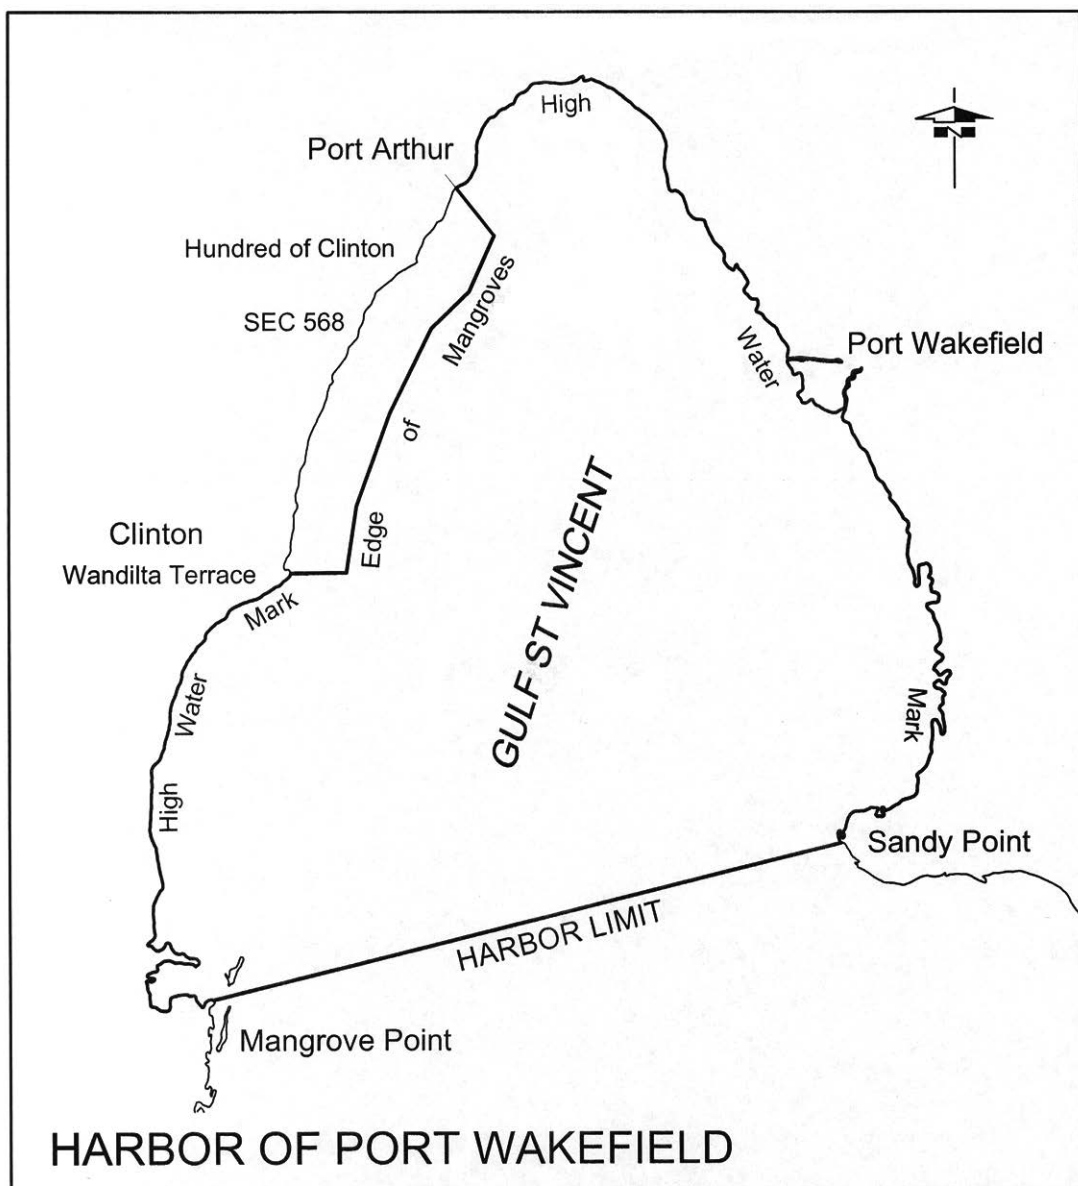 High
Port Arthur
N
Hundred of Clinton
Mangroves
SEC 568
Water
Port Wakefield
of
GULF ST VINCENT
Clinton
Edge
Wandilta Terrace
Mark
Water
Mark
High
Sandy Point
HARBOR LIMIT
Mangrove Point
HARBOR OF PORT WAKEFIELD